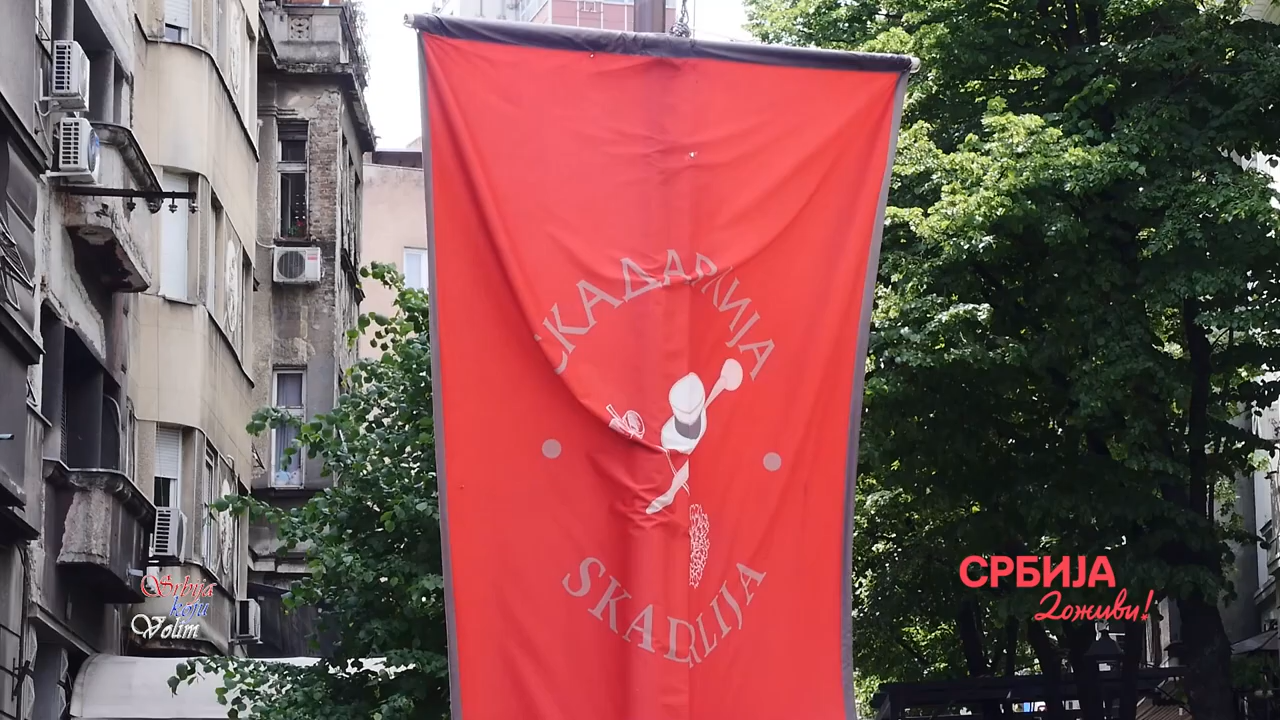 СКАДАРЛИЈА
SKADARLIJA
Srbija
koju
Volim
СРБИЈА
Доживи!